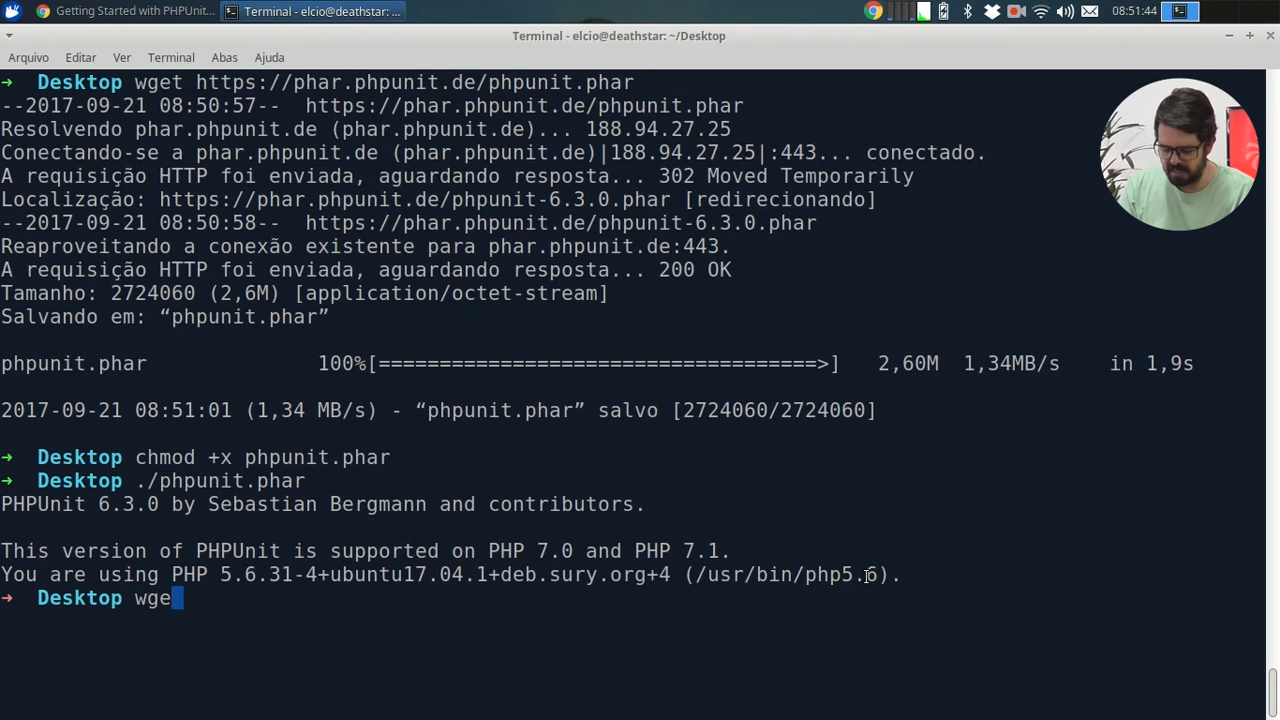 Getting Started with PHPUnit...
Terminal - elcio@deathstar: ...
08:51:44
Terminal - elcio@deathstar: ~/Desktop
Arquivo Editar Ver Terminal Abas Ajuda
➜ Desktop wget https://phar.phpunit.de/phpunit.phar
--2017-09-21 08:50:57-- https://phar.phpunit.de/phpunit.phar
Resolvendo phar.phpunit.de (phar.phpunit.de)... 188.94.27.25
Conectando-se a phar.phpunit.de (phar.phpunit.de)|188.94.27.25|:443... conectado.
A requisição HTTP foi enviada, aguardando resposta... 302 Moved Temporarily
Localização: https://phar.phpunit.de/phpunit-6.3.0.phar [redirecionando]
--2017-09-21 08:50:58-- https://phar.phpunit.de/phpunit-6.3.0.phar
Reaproveitando a conexão existente para phar.phpunit.de:443.
A requisição HTTP foi enviada, aguardando resposta... 200 OK
Tamanho: 2724060 (2,6M) [application/octet-stream]
Salvando em: “phpunit.phar”
phpunit.phar 100%[====================================>] 2,60M 1,34MB/s in 1,9s
2017-09-21 08:51:01 (1,34 MB/s) - “phpunit.phar” salvo [2724060/2724060]
➜ Desktop chmod +x phpunit.phar
➜ Desktop ./phpunit.phar
PHPUnit 6.3.0 by Sebastian Bergmann and contributors.
This version of PHPUnit is supported on PHP 7.0 and PHP 7.1.
You are using PHP 5.6.31-4+ubuntu17.04.1+deb.sury.org+4 (/usr/bin/php5.6).
➜ Desktop wge